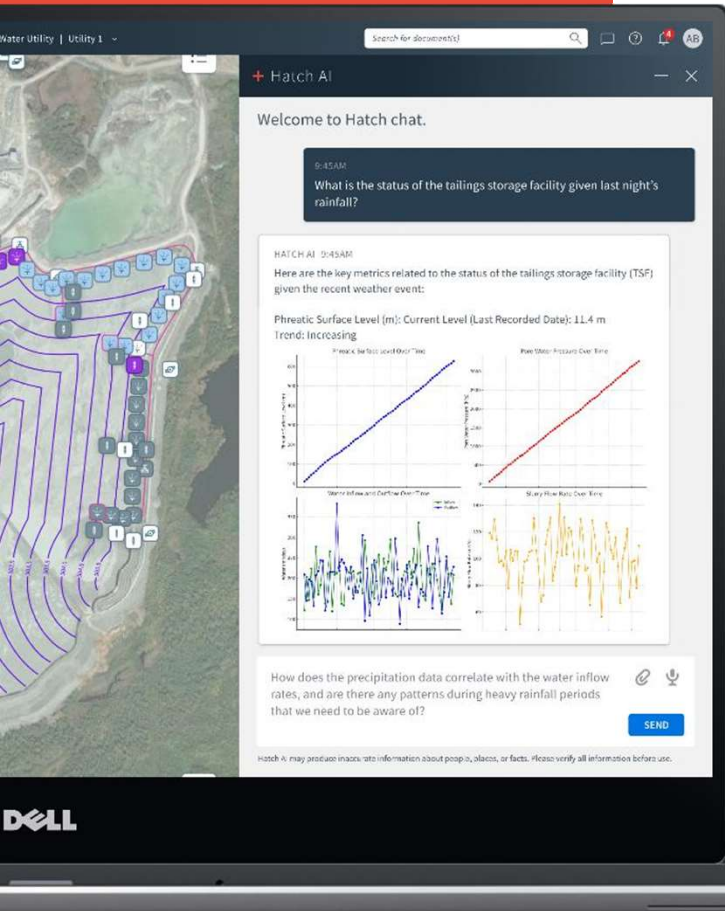 Water Utility | Utility 1
Search for document(s)
4
AB
+ Hatch AI
Welcome to Hatch chat.
9:45AM
What is the status of the tailings storage facility given last night's
rainfall?
HATCH AI 9:45AM
Here are the key metrics related to the status of the tailings storage facility (TSF)
given the recent weather event:
Phreatic Surface Level (m): Current Level (Last Recorded Date): 11.4 m
Trend: Increasing
Phreatic Surface Level Over Time
Pore Water Pressure Over Time
Water Inflow and Outflow Over Time
Slurry Flow Rate Over Time
How does the precipitation data correlate with the water inflow
rates, and are there any patterns during heavy rainfall periods
that we need to be aware of?
SEND
Hatch AI may produce inaccurate information about people, places, or facts. Please verify all information before use.
DELL